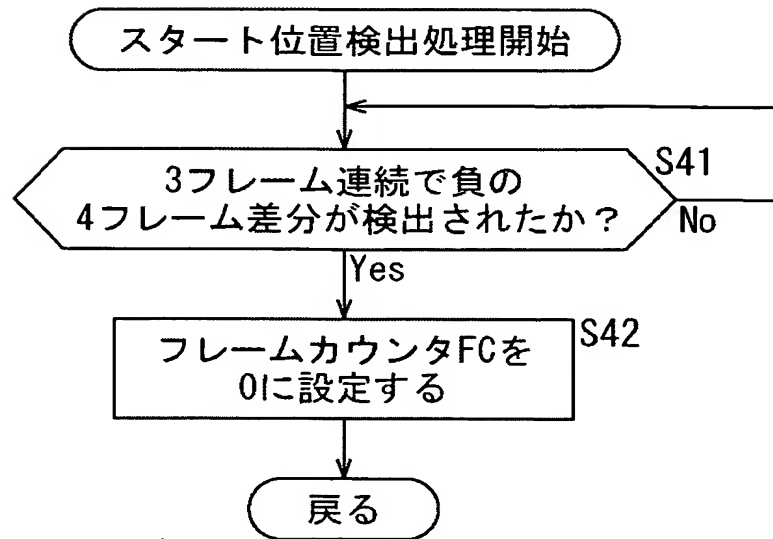 スタート位置検出処理開始
3フレーム連続で負の
4フレーム差分が検出されたか？
S41
No
Yes
フレームカウンタFCを
0に設定する
S42
戻る